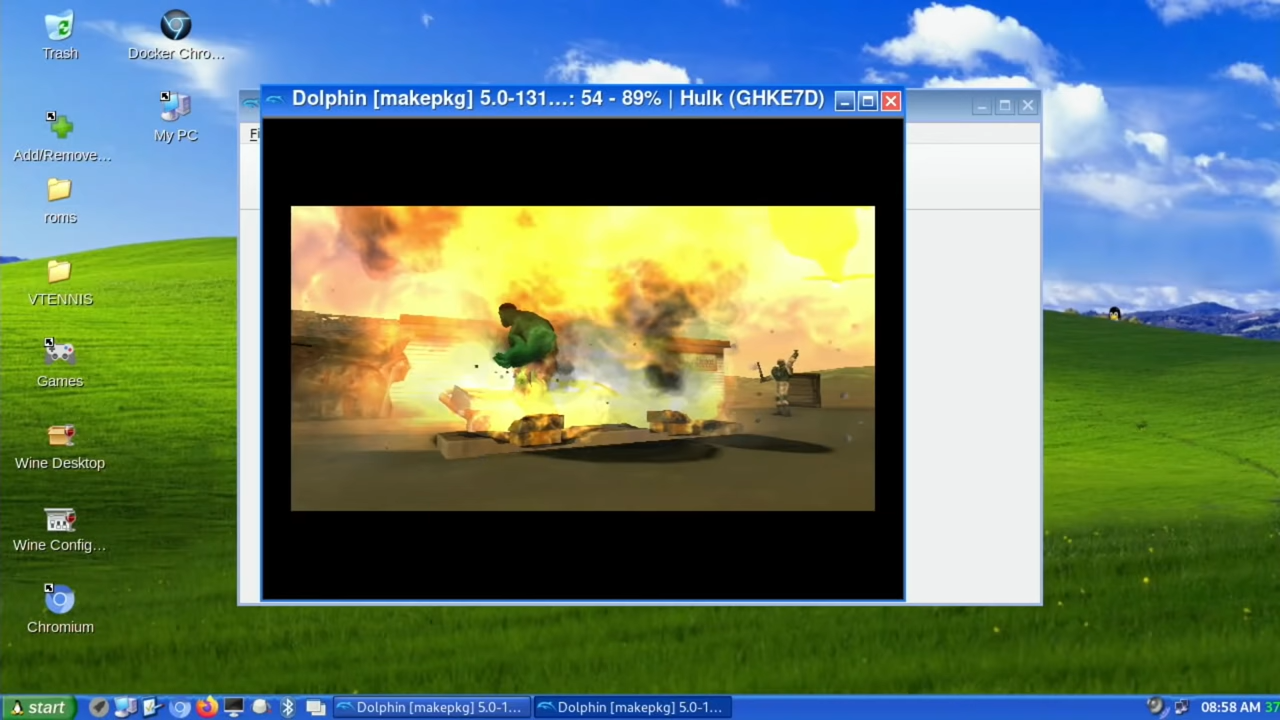 Trash
Docker Chro...
My PC
Add/Remove...
roms
VTENNIS
Games
Wine Desktop
Wine Config...
Chromium
Dolphin [makepkg] 5.0-131...: 54 - 89% | Hulk (GHKE7D)
Fi
start
Dolphin [makepkg] 5.0-1...
Dolphin [makepkg] 5.0-1...
08:58 AM 37